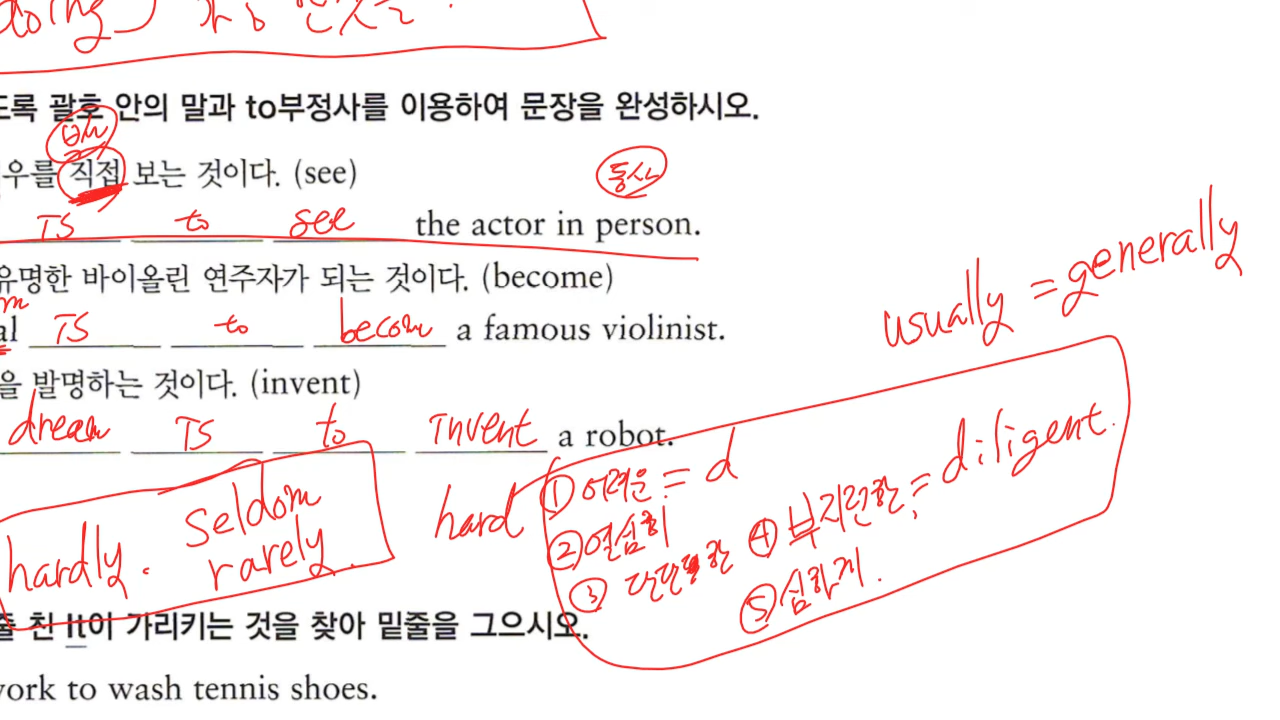 doing
도록 괄호 안의 말과 to부정사를 이용하여 문장을 완성하시오.
우를 직접 보는 것이다. (see)
동사
IS to see the actor in person.
유명한 바이올린 연주자가 되는 것이다. (become)
usually = generally
al IS to becom a famous violinist.
을 발명하는 것이다. (invent)
dream IS to invent a robot.
hardly. seldom
rarely.
hard ① 어려운 = d
② 열심히
③ 단단한 ④ 부지런한 = diligent.
⑤ 심하게.
줄 친 It이 가리키는 것을 찾아 밑줄을 그으시오.
work to wash tennis shoes.